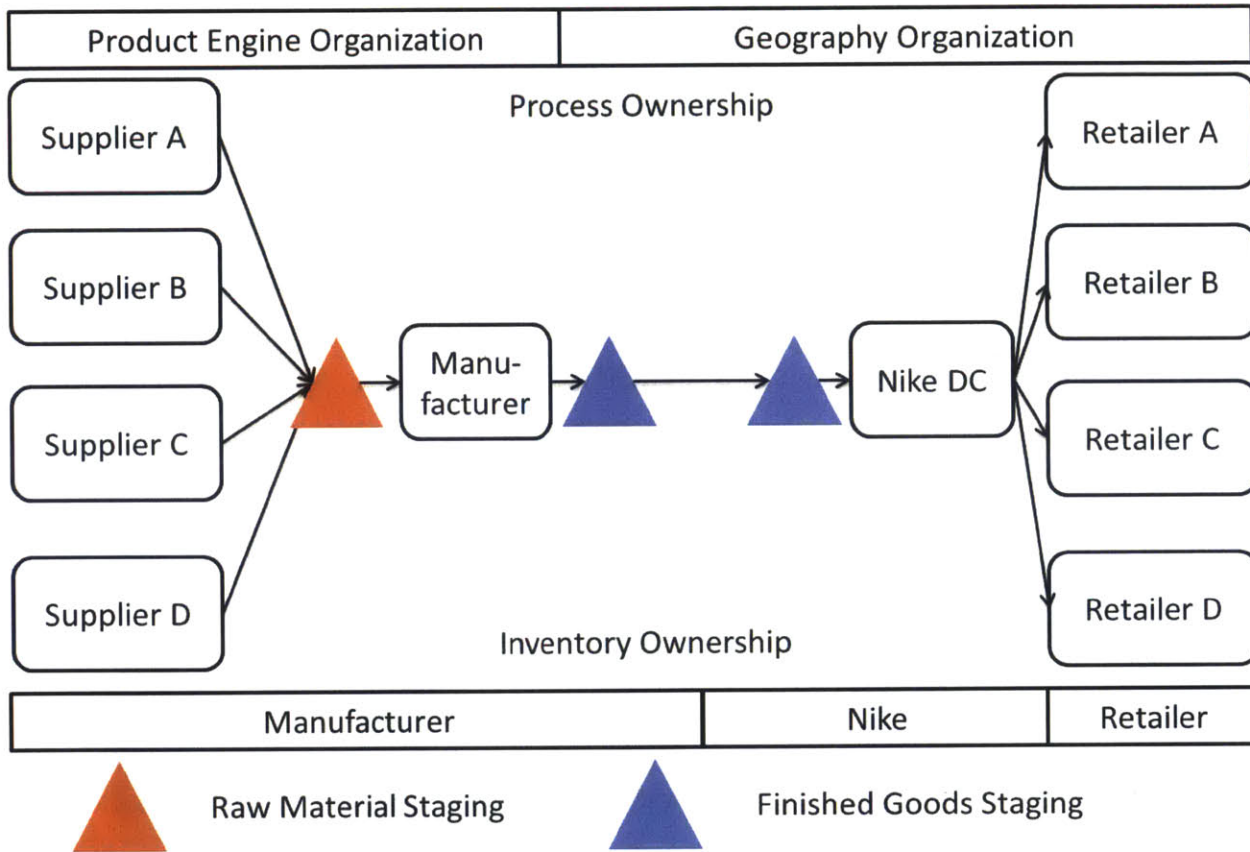 Product Engine Organization
Geography Organization
Process Ownership
Supplier A
Retailer A
Supplier B
Retailer B
Manu-
facturer
Nike DC
Supplier C
Retailer C
Supplier D
Retailer D
Inventory Ownership
Manufacturer
Nike
Retailer
Raw Material Staging
Finished Goods Staging